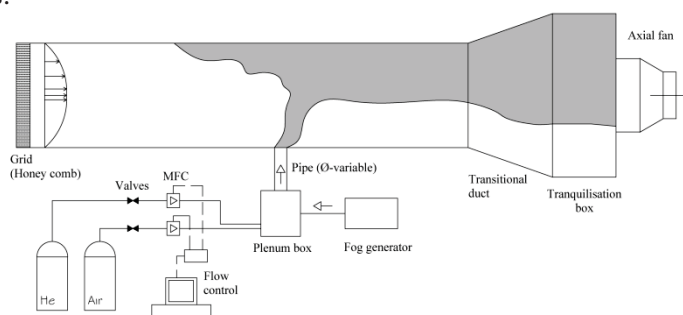 Axial fan
Grid
(Honey comb)
Pipe (Ø-variable)
Transitional
duct
Tranquilisation
box
Valves
MFC
Plenum box
Fog generator
Flow
control
He
Air